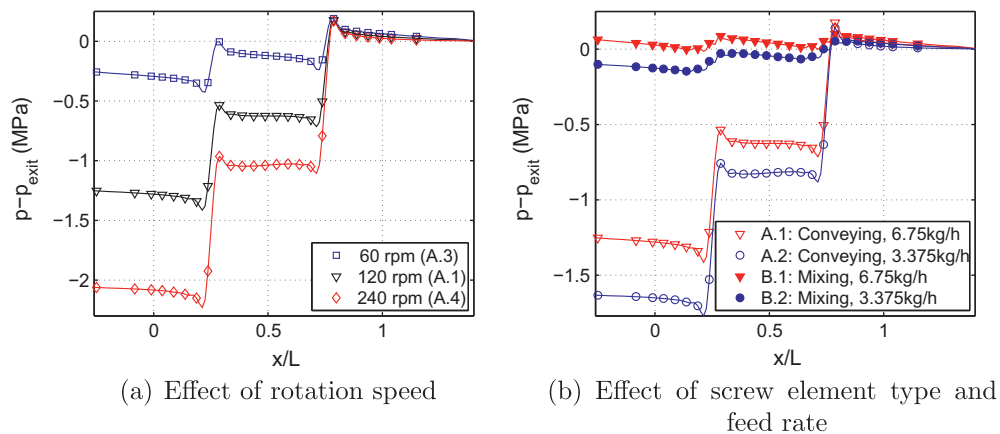 0
−0.5
−1
−1.5
−2
p−pexit (MPa)
0
0.5
1
x/L
60 rpm (A.3)
120 rpm (A.1)
240 rpm (A.4)
(a) Effect of rotation speed
0
−0.5
−1
−1.5
p−pexit (MPa)
0
0.5
1
x/L
A.1: Conveying, 6.75kg/h
A.2: Conveying, 3.375kg/h
B.1: Mixing, 6.75kg/h
B.2: Mixing, 3.375kg/h
(b) Effect of screw element type and
feed rate